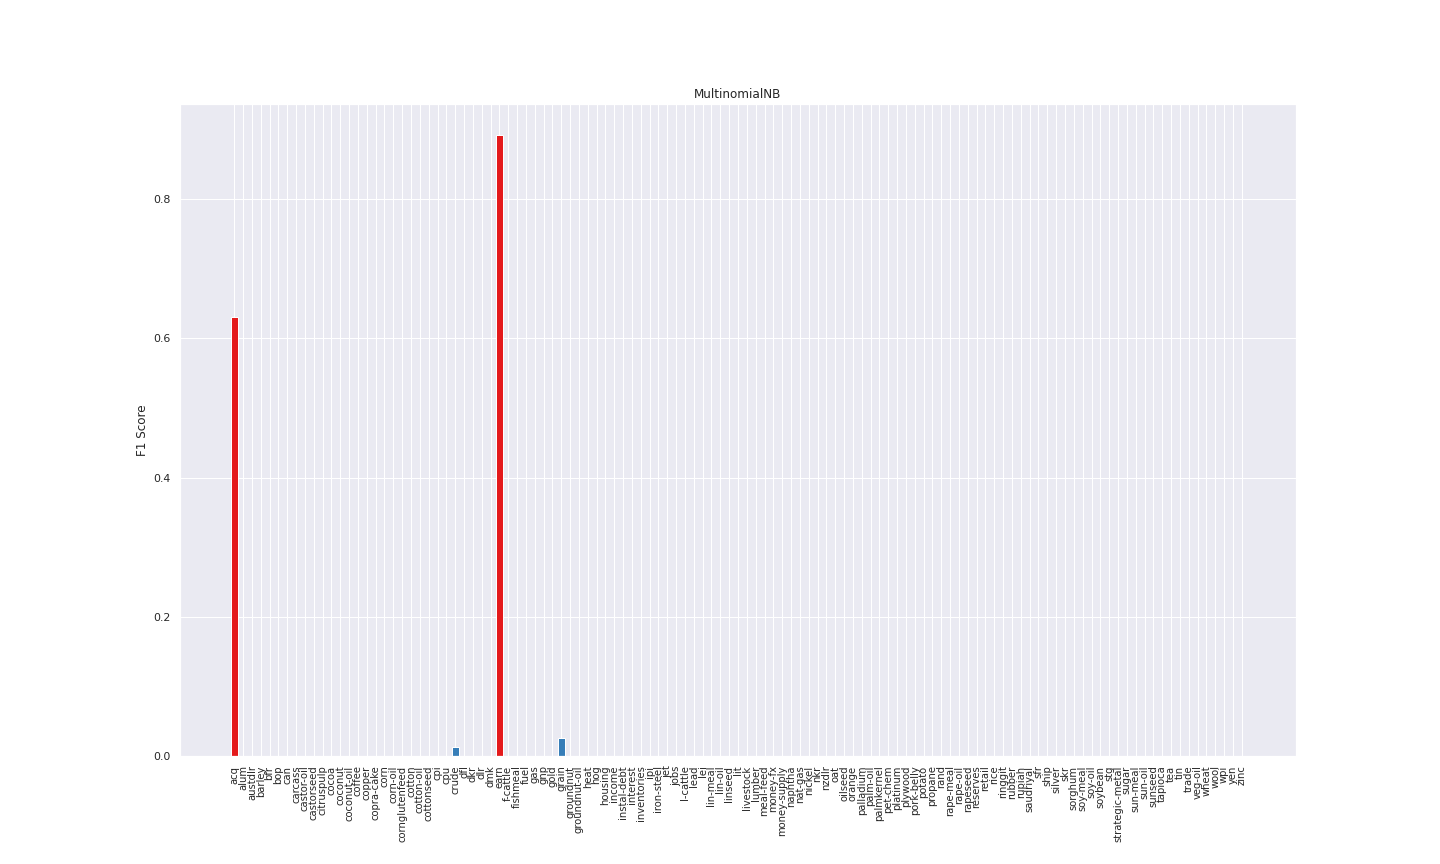 MultinomialNB
F1 Score
0.8
0.6
0.4
0.2
0.0
acq
alum
austdlr
barley
bfr
bop
can
carcass
castor-oil
castorseed
citruspulp
cocoa
coconut
coconut-oil
coffee
copper
copra-cake
corn
corn-oil
cornglutenfeed
cotton
cotton-oil
cottonseed
cpi
cpu
crude
dfl
dkr
dlr
dmk
earn
f-cattle
fishmeal
fuel
gas
gnp
gold
grain
groundnut
groundnut-oil
heat
hog
housing
income
instal-debt
interest
inventories
ipi
iron-steel
jet
jobs
l-cattle
lead
lei
lin-meal
lin-oil
linseed
lit
livestock
lumber
meal-feed
money-fx
money-supply
naphtha
nat-gas
nickel
nkr
nzdlr
oat
oilseed
orange
palladium
palm-oil
palmkernel
pet-chem
platinum
plywood
pork-belly
potato
propane
rand
rape-meal
rape-oil
rapeseed
reserves
retail
rice
ringgit
rubber
rupiah
saudriyal
sfr
ship
silver
skr
sorghum
soy-meal
soy-oil
soybean
stg
strategic-metal
sugar
sun-meal
sun-oil
sunseed
tapioca
tea
tin
trade
veg-oil
wheat
wool
wpi
yen
zinc